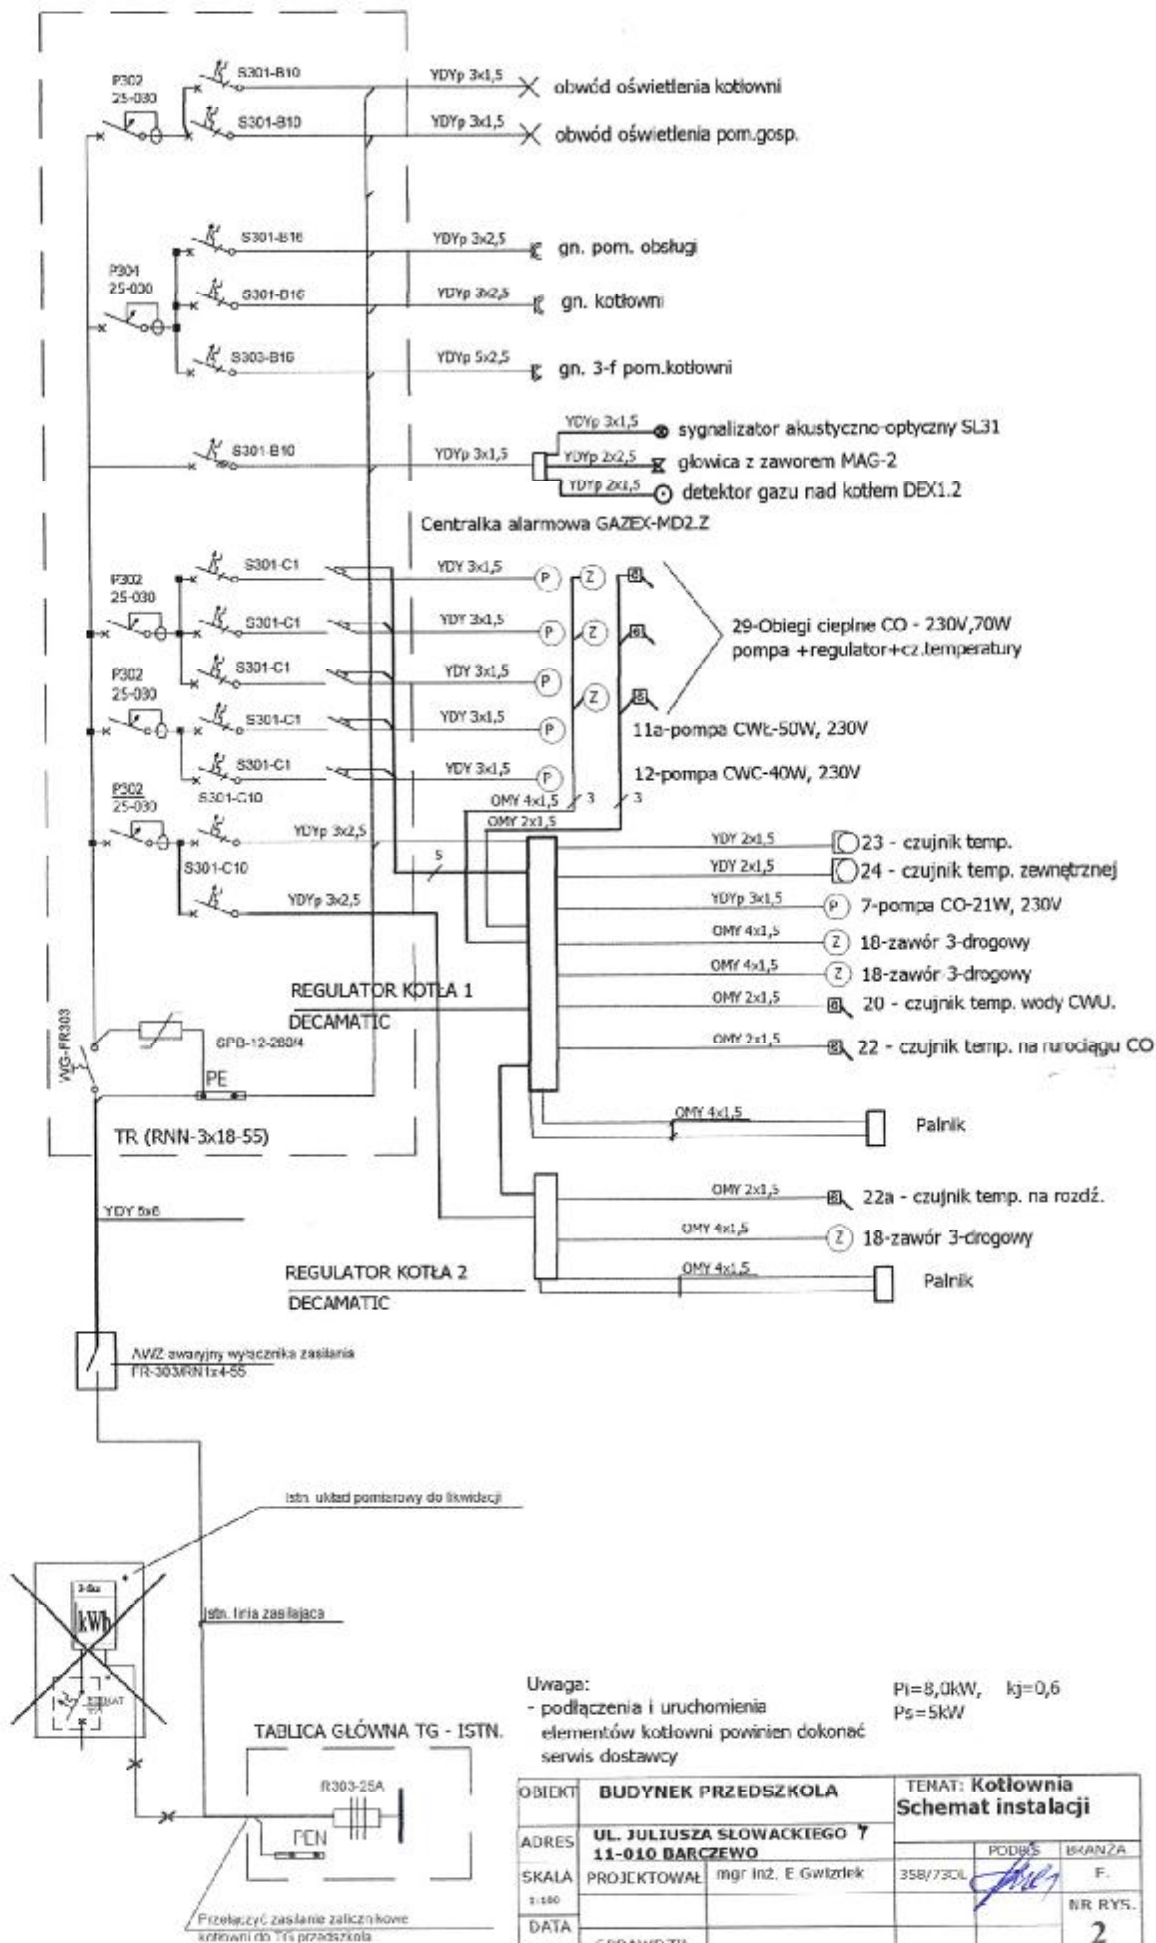 P302
25-030
S301-B10
YDYp 3x1,5
obwód oświetlenia kotłowni
S301-B10
YDYp 3x1,5
obwód oświetlenia pom.gosp.
P304
25-030
S301-B16
YDYp 3x2,5
gn. pom. obsługi
S301-B16
YDYp 3x2,5
gn. kotłowni
S303-B16
YDYp 5x2,5
gn. 3-f pom.kotłowni
S301-B10
YDYp 3x1,5
YDYp 3x1,5
sygnalizator akustyczno-optyczny SL31
YDYp 2x2,5
głowica z zaworem MAG-2
YDYp 2x1,5
detektor gazu nad kotłem DEX1.2
Centralka alarmowa GAZEX-MD2.Z
P302
25-030
S301-C1
YDY 3x1,5
P
Z
S301-C1
YDY 3x1,5
P
Z
29-Obiegi cieplne CO - 230V,70W
pompa +regulator+cz.temperatury
P302
25-030
S301-C1
YDY 3x1,5
P
Z
S301-C1
YDY 3x1,5
P
11a-pompa CWŁ-50W, 230V
S301-C1
YDY 3x1,5
P
12-pompa CWC-40W, 230V
P302
25-030
S301-C10
YDYp 3x2,5
OMY 4x1,5
3
3
OMY 2x1,5
5
S301-C10
YDYp 3x2,5
YDY 2x1,5
23 - czujnik temp.
YDY 2x1,5
24 - czujnik temp. zewnętrznej
YDYp 3x1,5
P
7-pompa CO-21W, 230V
OMY 4x1,5
Z
18-zawór 3-drogowy
OMY 4x1,5
Z
18-zawór 3-drogowy
OMY 2x1,5
20 - czujnik temp. wody CWU.
OMY 2x1,5
22 - czujnik temp. na rurociągu CO
REGULATOR KOTŁA 1
DECAMATIC
WG-FR303
SPB-12-280/4
PE
TR (RNN-3x18-55)
OMY 4x1,5
Palnik
YDY 5x6
OMY 2x1,5
22a - czujnik temp. na rozdź.
OMY 4x1,5
Z
18-zawór 3-drogowy
REGULATOR KOTŁA 2
DECAMATIC
OMY 4x1,5
Palnik
AWZ awaryjny wyłącznika zasilania
FR-303/RN1x4-55
Istn. układ pomiarowy do likwidacji
kWh
Istn. linia zasilająca
TABLICA GŁÓWNA TG - ISTN.
R303-25A
PEN
Przełączyć zasilanie zalicznikowe
kotłowni do TG przedszkola
Uwaga:
- podłączenia i uruchomienia
elementów kotłowni powinien dokonać
serwis dostawcy
Pi=8,0kW, kj=0,6
Ps=5kW
OBIEKT
BUDYNEK PRZEDSZKOLA
TEMAT: Kotłownia
Schemat instalacji
ADRES
UL. JULIUSZA SŁOWACKIEGO 7
11-010 BARCZEWO
PODPIS
BRANŻA
SKALA
1:100
PROJEKTOWAŁ
mgr inż. E Gwizdek
358/73OL
E.
DATA
NR RYS.
2